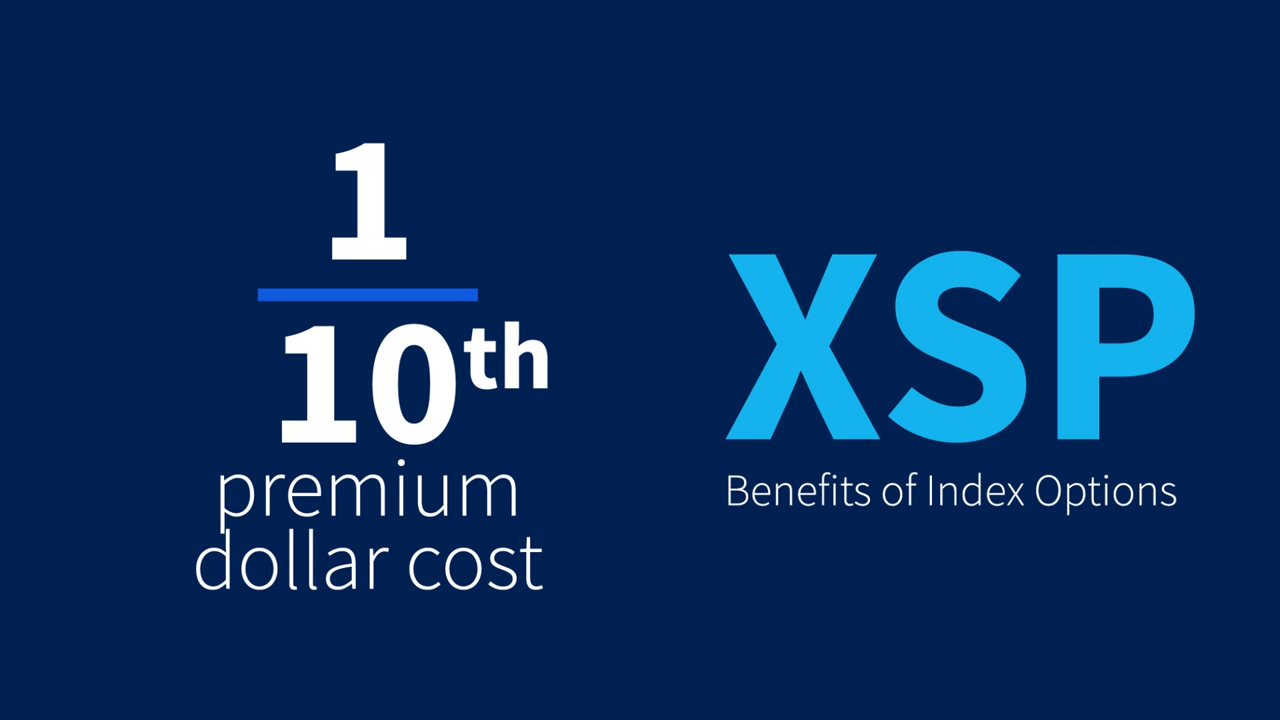 1
10th
premium
dollar cost
XSP
Benefits of Index Options